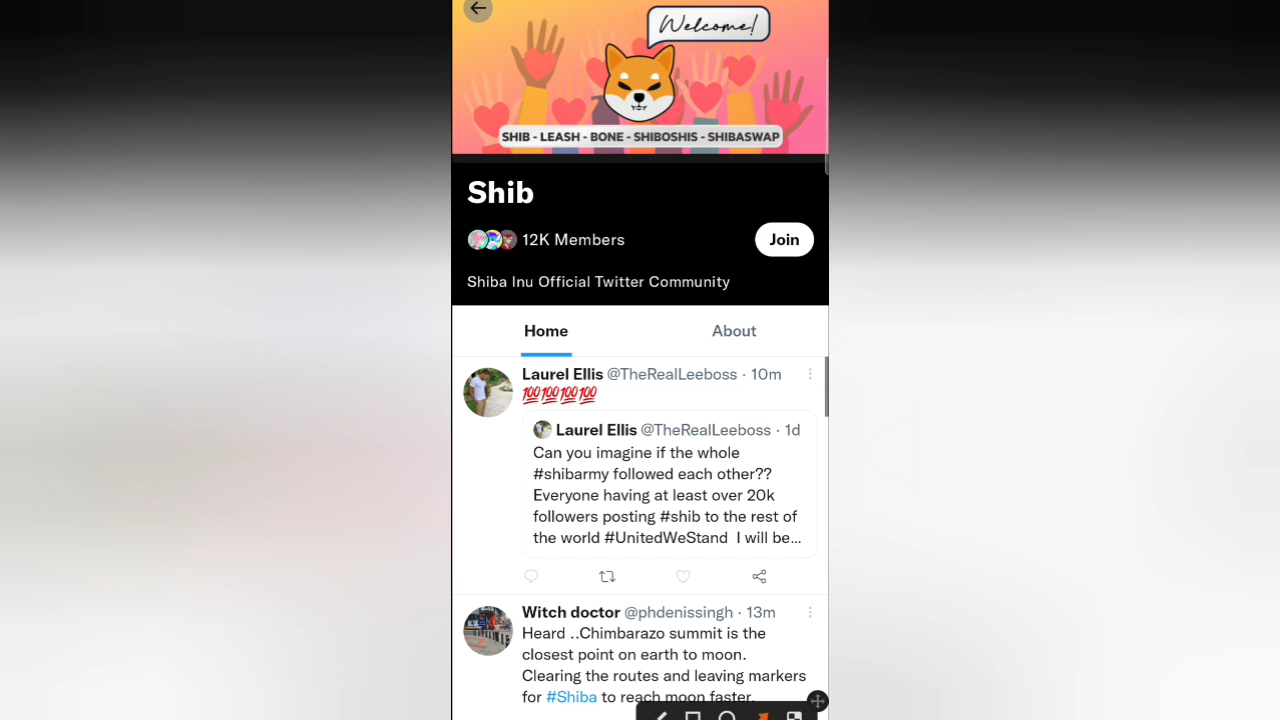 Welcome!
SHIB - LEASH - BONE - SHIBOSHIS - SHIBASWAP
Shib
12K Members
Join
Shiba Inu Official Twitter Community
Home
About
Laurel Ellis @TheRealLeeboss · 10m
💯💯💯💯
Laurel Ellis @TheRealLeeboss · 1d
Can you imagine if the whole
#shibarmy followed each other??
Everyone having at least over 20k
followers posting #shib to the rest of
the world #UnitedWeStand I will be...
Witch doctor @phdenissingh · 13m
Heard ..Chimbarazo summit is the
closest point on earth to moon.
Clearing the routes and leaving markers
for #Shiba to reach moon faster.